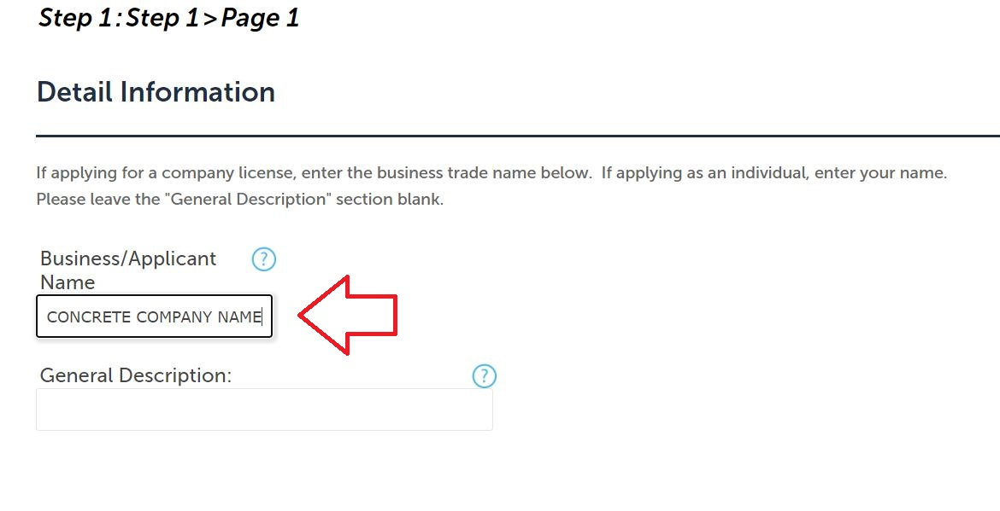 Step 1: Step 1 > Page 1
Detail Information
If applying for a company license, enter the business trade name below.  If applying as an individual, enter your name.
Please leave the "General Description" section blank.
Business/Applicant ?
Name
CONCRETE COMPANY NAME
General Description: ?